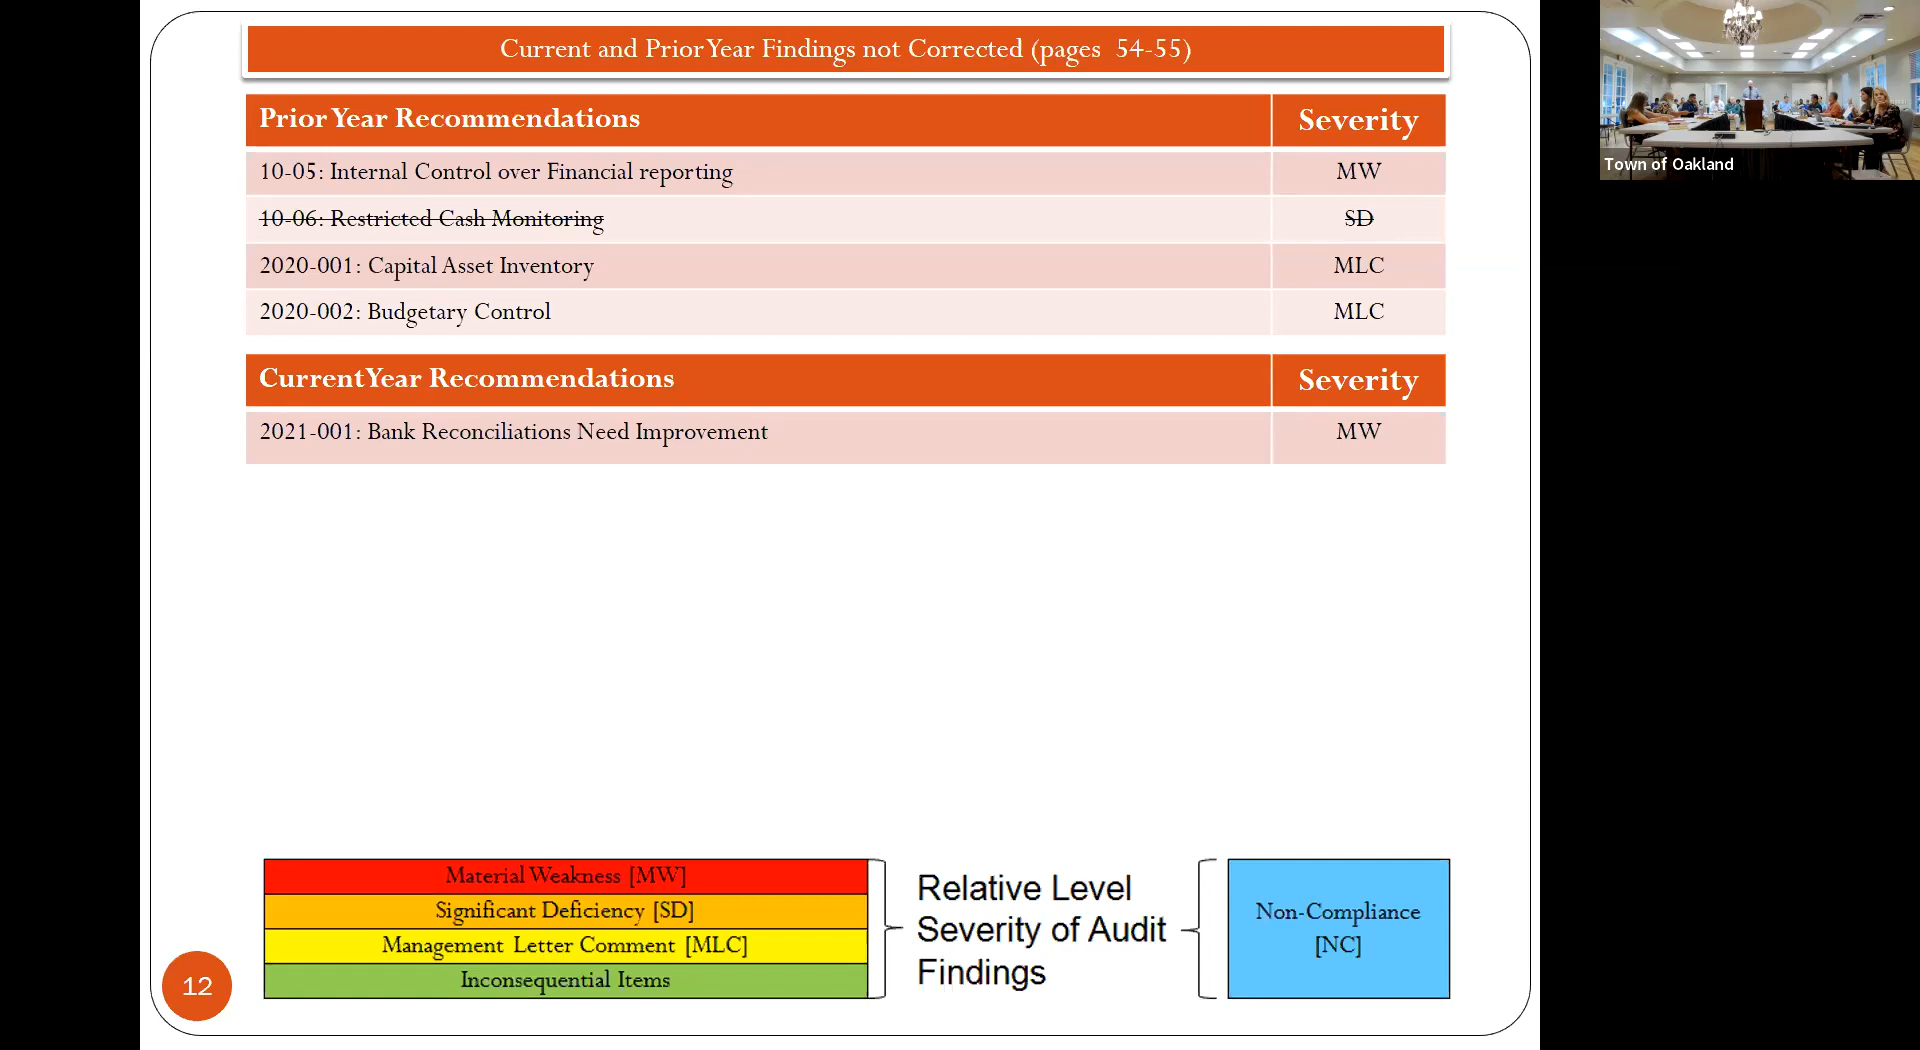 Current and Prior Year Findings not Corrected (pages 54-55)
Prior Year Recommendations Severity
10-05: Internal Control over Financial reporting MW
10-06: Restricted Cash Monitoring SD
2020-001: Capital Asset Inventory MLC
2020-002: Budgetary Control MLC
Current Year Recommendations Severity
2021-001: Bank Reconciliations Need Improvement MW
Material Weakness [MW]
Significant Deficiency [SD]
Management Letter Comment [MLC]
Inconsequential Items
Relative Level
Severity of Audit
Findings
Non-Compliance
[NC]
12
Town of Oakland